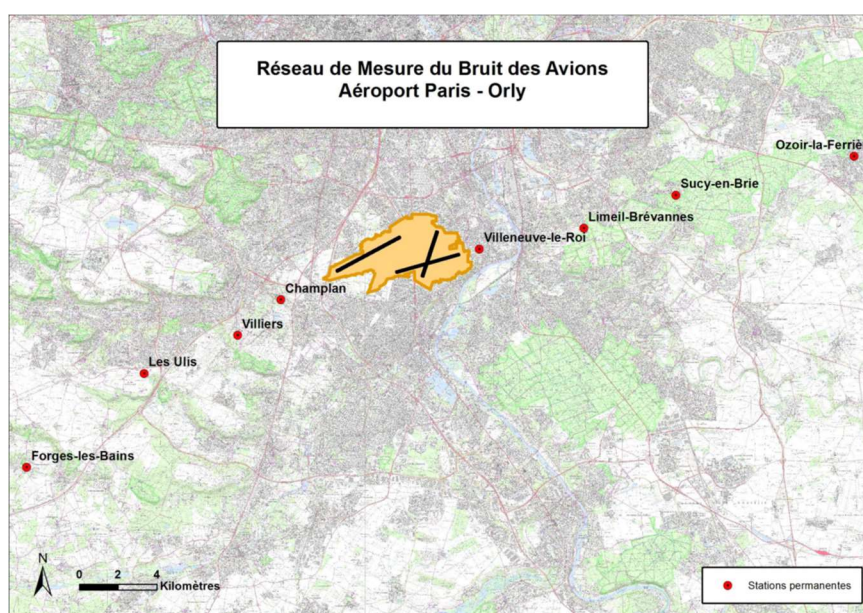 Réseau de Mesure du Bruit des Avions
Aéroport Paris - Orly
Ozoir-la-Ferriè
Sucy-en-Brie
Limeil-Brévannes
Villeneuve-le-Roi
Champlan
Villiers
Les Ulis
Forges-les-Bains
N
0 2 4
Kilomètres
Stations permanentes